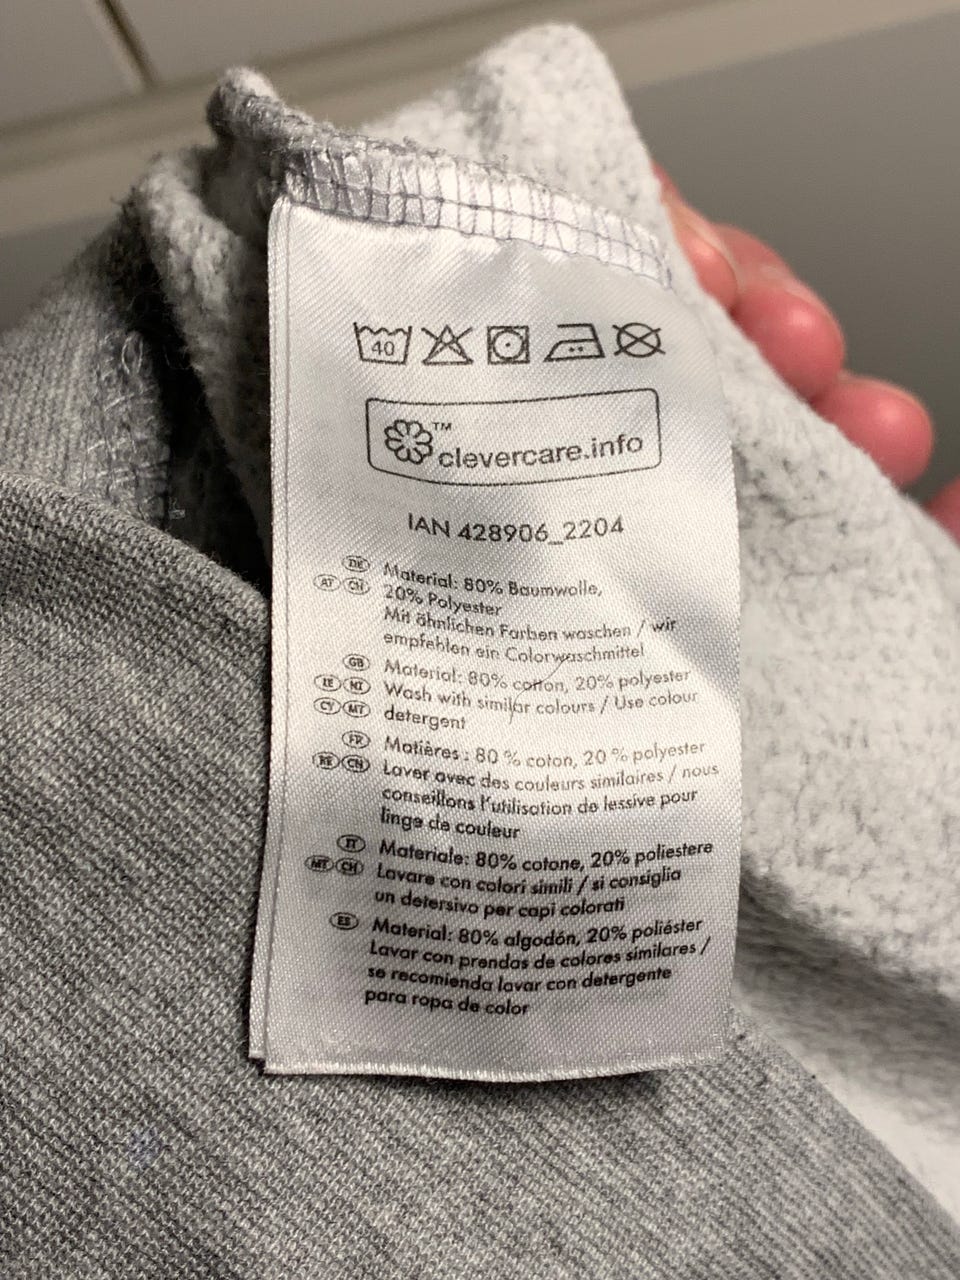 40
™
clevercare.info
IAN 428906_2204
DE Material: 80% Baumwolle,
AT CH 20% Polyester
Mit ähnlichen Farben waschen / wir
empfehlen ein Colorwaschmittel
GB Material: 80% cotton, 20% polyester
IE NI Wash with similar colours / Use colour
CY MT detergent
FR Matières : 80 % coton, 20 % polyester
BE CH Laver avec des couleurs similaires / nous
conseillons l'utilisation de lessive pour
linge de couleur
IT Materiale: 80% cotone, 20% poliestere
MT CH Lavare con colori simili / si consiglia
un detersivo per capi colorati
ES Material: 80% algodón, 20% poliéster
Lavar con prendas de colores similares /
se recomienda lavar con detergente
para ropa de color